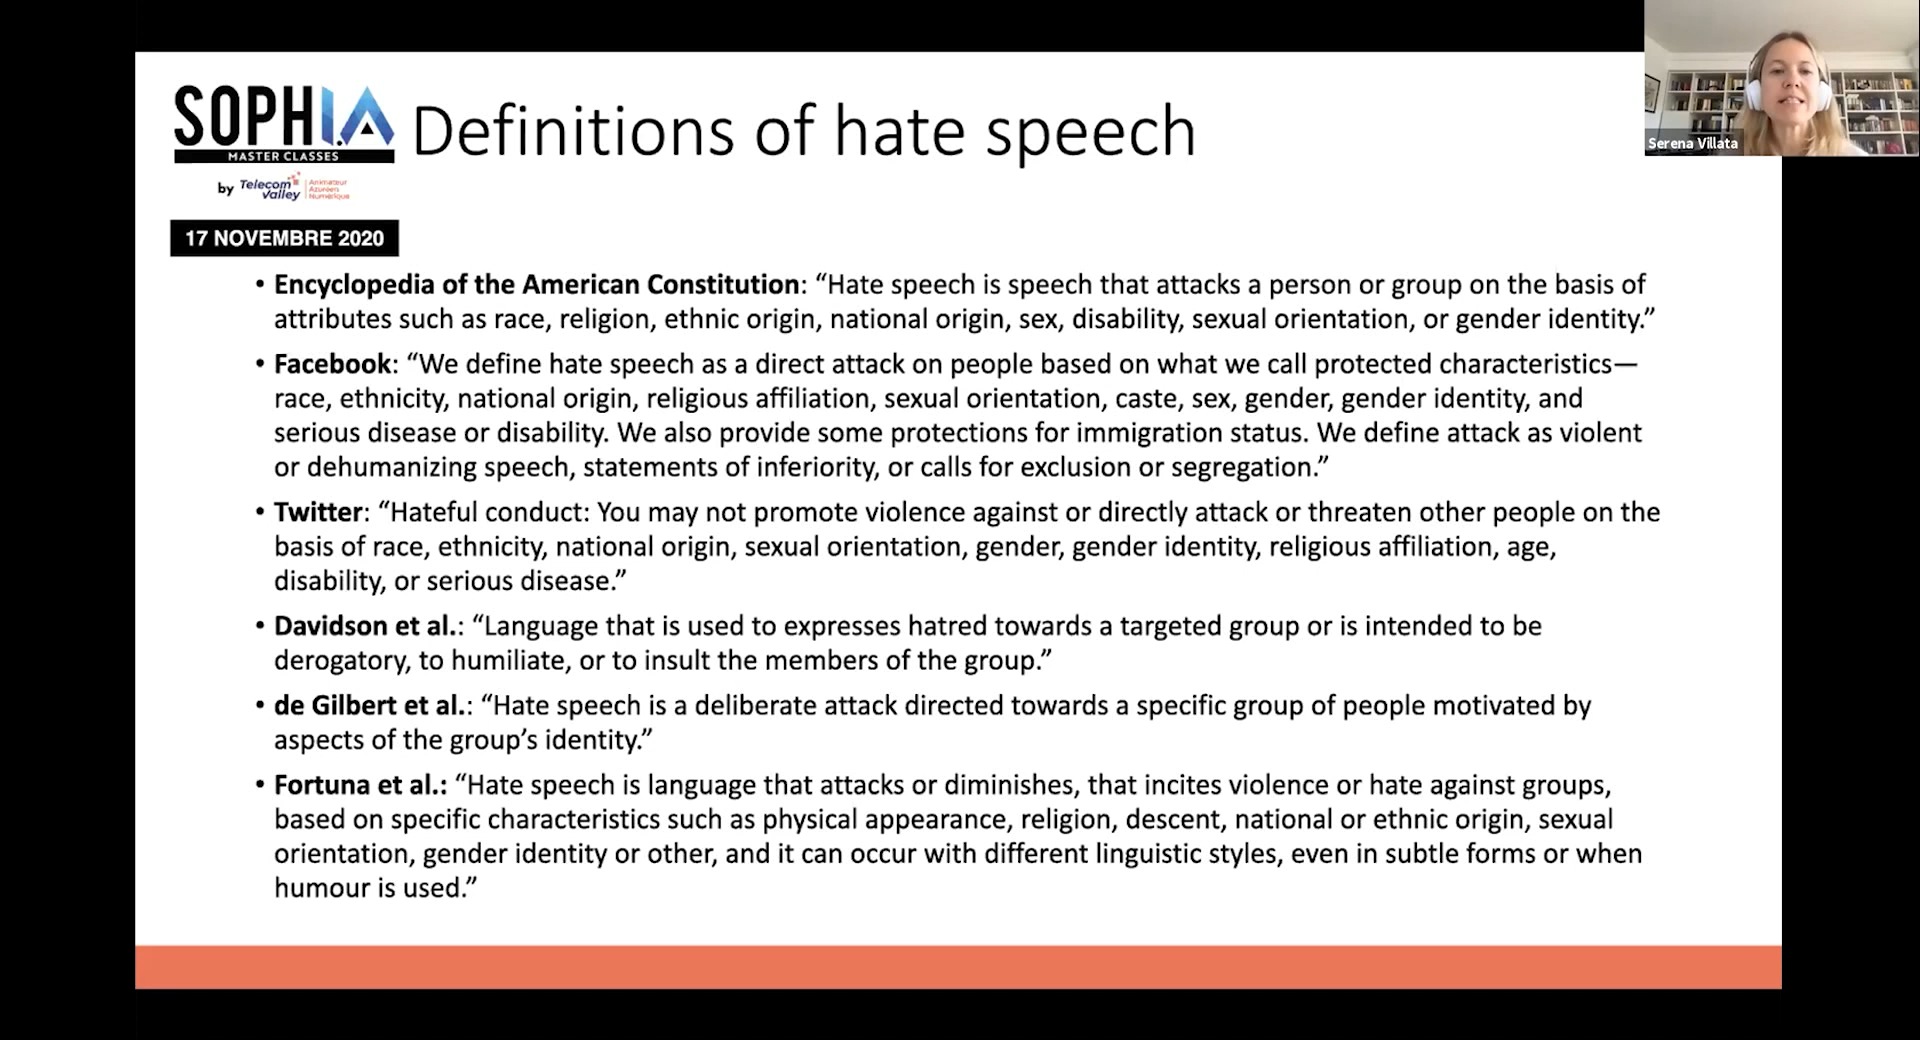 SOPHI.A
MASTER CLASSES
by Telecom Valley
Animateur
Azuréen
Numérique
Definitions of hate speech
Serena Villata
17 NOVEMBRE 2020
• Encyclopedia of the American Constitution: “Hate speech is speech that attacks a person or group on the basis of
attributes such as race, religion, ethnic origin, national origin, sex, disability, sexual orientation, or gender identity.”
• Facebook: “We define hate speech as a direct attack on people based on what we call protected characteristics—
race, ethnicity, national origin, religious affiliation, sexual orientation, caste, sex, gender, gender identity, and
serious disease or disability. We also provide some protections for immigration status. We define attack as violent
or dehumanizing speech, statements of inferiority, or calls for exclusion or segregation.”
• Twitter: “Hateful conduct: You may not promote violence against or directly attack or threaten other people on the
basis of race, ethnicity, national origin, sexual orientation, gender, gender identity, religious affiliation, age,
disability, or serious disease.”
• Davidson et al.: “Language that is used to expresses hatred towards a targeted group or is intended to be
derogatory, to humiliate, or to insult the members of the group.”
• de Gilbert et al.: “Hate speech is a deliberate attack directed towards a specific group of people motivated by
aspects of the group’s identity.”
• Fortuna et al.: “Hate speech is language that attacks or diminishes, that incites violence or hate against groups,
based on specific characteristics such as physical appearance, religion, descent, national or ethnic origin, sexual
orientation, gender identity or other, and it can occur with different linguistic styles, even in subtle forms or when
humour is used.”